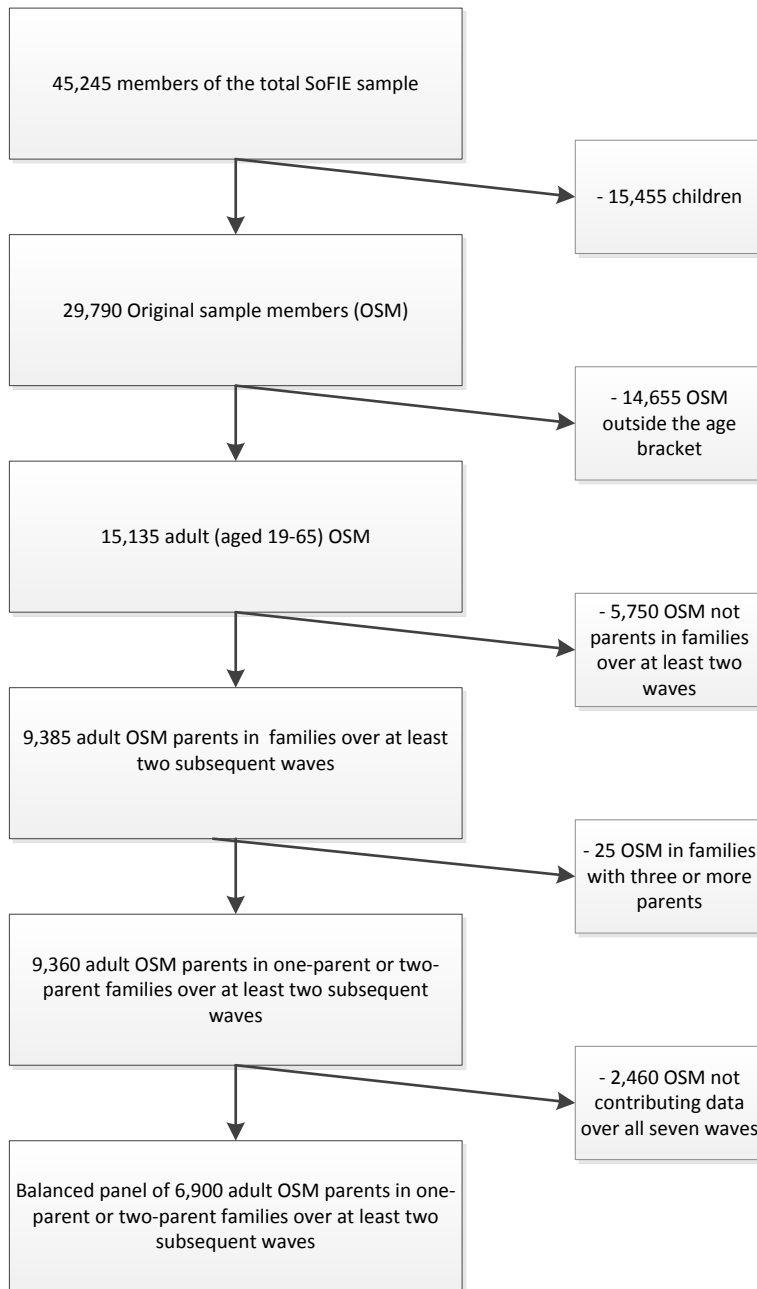 45,245 members of the total SoFIE sample
- 15,455 children
29,790 Original sample members (OSM)
- 14,655 OSM
outside the age
bracket
15,135 adult (aged 19-65) OSM
- 5,750 OSM not
parents in families
over at least two
waves
9,385 adult OSM parents in  families over at least
two subsequent waves
- 25 OSM in families
with three or more
parents
9,360 adult OSM parents in one-parent or two-
parent families over at least two subsequent
waves
- 2,460 OSM not
contributing data
over all seven waves
Balanced panel of 6,900 adult OSM parents in one-
parent or two-parent families over at least two
subsequent waves